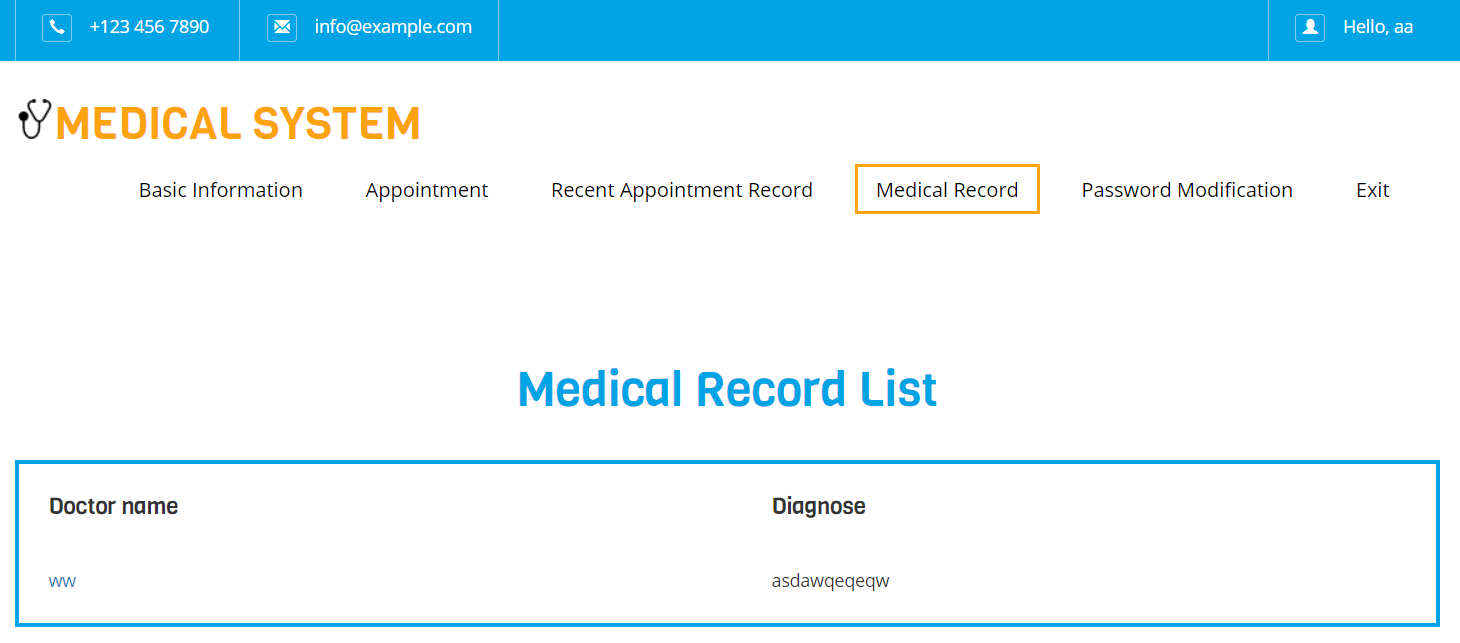 +123 456 7890 info@example.com Hello, aa
MEDICAL SYSTEM
Basic Information Appointment Recent Appointment Record Medical Record Password Modification Exit
Medical Record List
Doctor name Diagnose
ww asdawqeqeqw